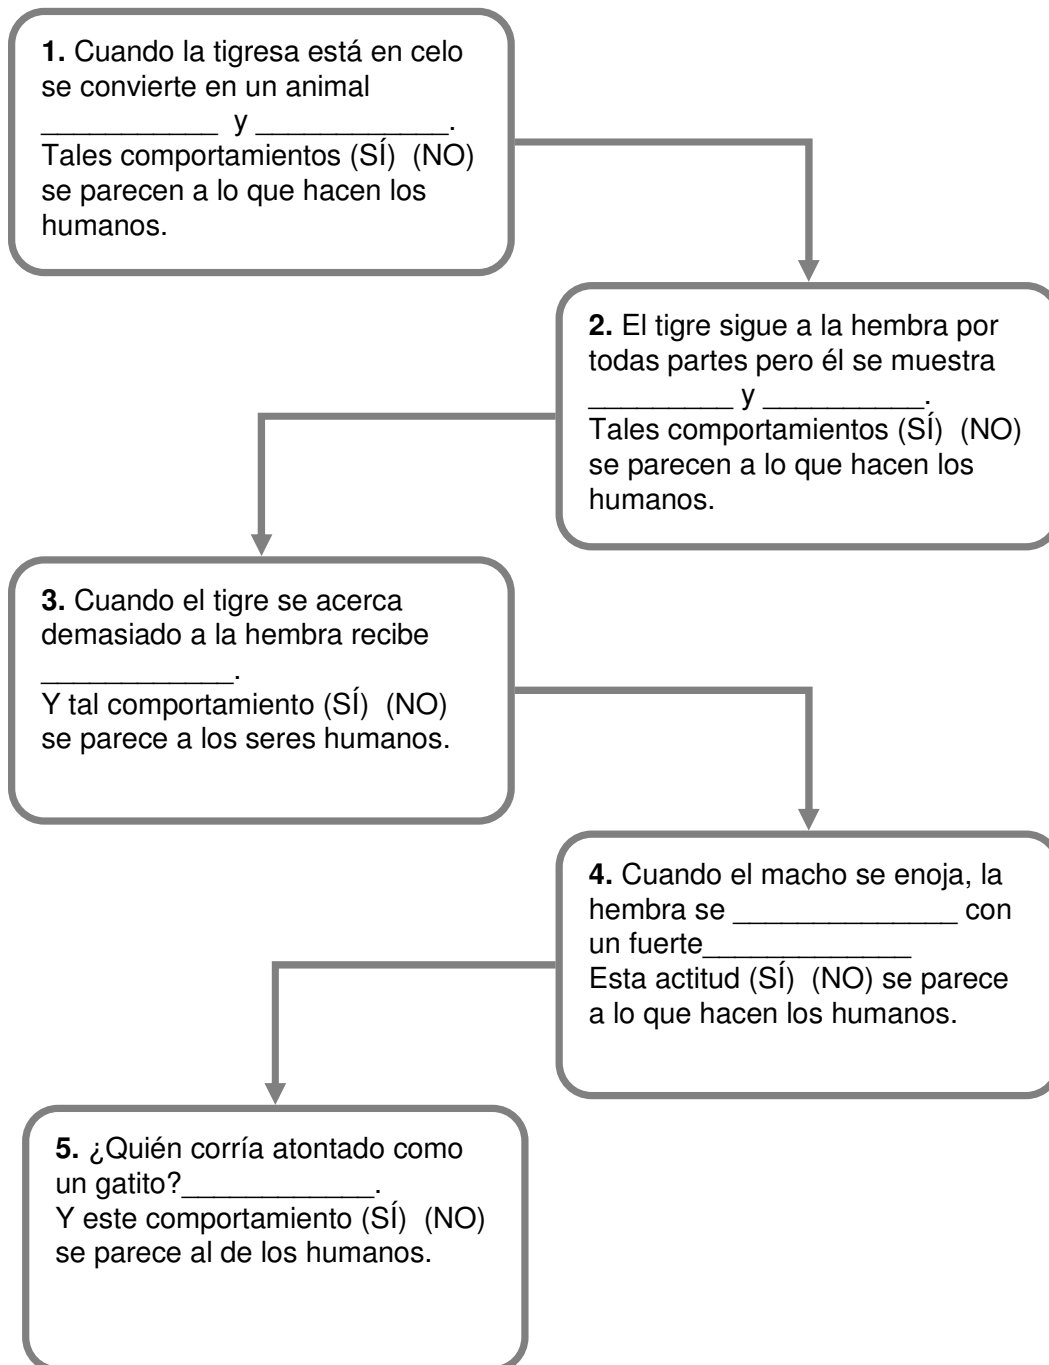 1. Cuando la tigresa está en celo
se convierte en un animal
___________ y ____________.
Tales comportamientos (SÍ) (NO)
se parecen a lo que hacen los
humanos.
2. El tigre sigue a la hembra por
todas partes pero él se muestra
_________ y __________.
Tales comportamientos (SÍ) (NO)
se parecen a lo que hacen los
humanos.
3. Cuando el tigre se acerca
demasiado a la hembra recibe
____________.
Y tal comportamiento (SÍ) (NO)
se parece a los seres humanos.
4. Cuando el macho se enoja, la
hembra se ______________ con
un fuerte_____________
Esta actitud (SÍ) (NO) se parece
a lo que hacen los humanos.
5. ¿Quién corría atontado como
un gatito?____________.
Y este comportamiento (SÍ) (NO)
se parece al de los humanos.